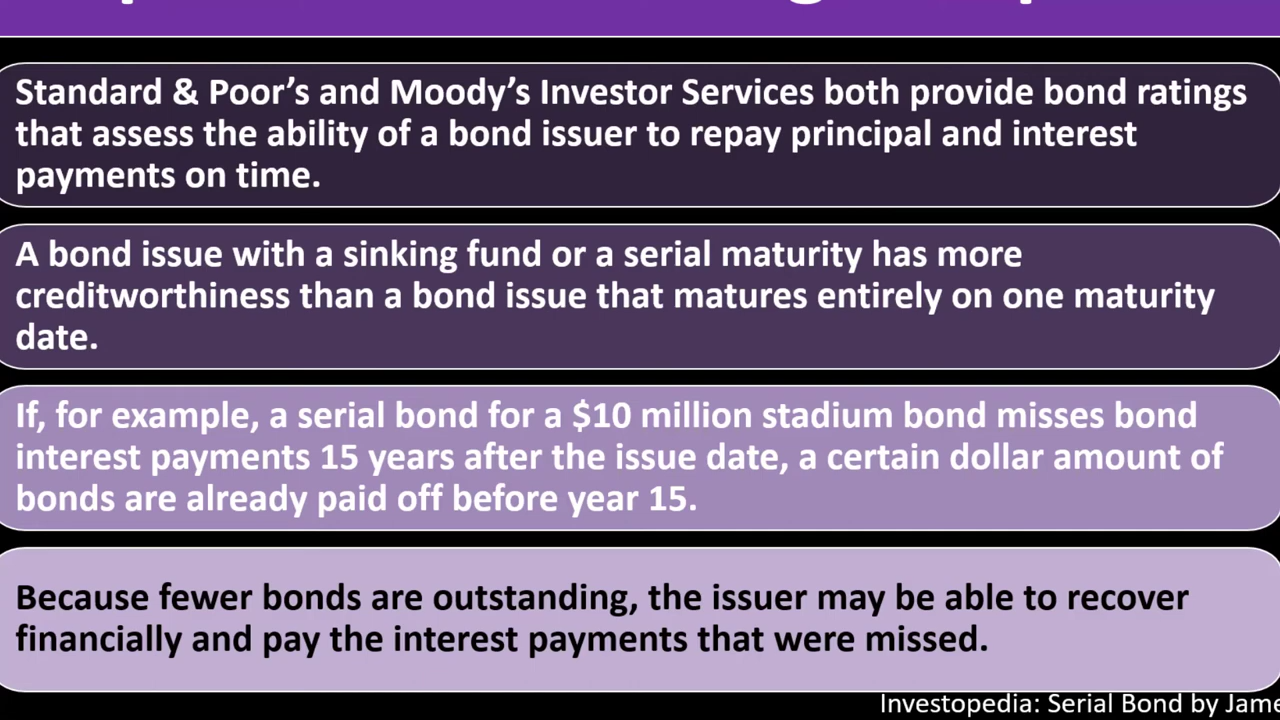 Standard & Poor’s and Moody’s Investor Services both provide bond ratings
that assess the ability of a bond issuer to repay principal and interest
payments on time.
A bond issue with a sinking fund or a serial maturity has more
creditworthiness than a bond issue that matures entirely on one maturity
date.
If, for example, a serial bond for a $10 million stadium bond misses bond
interest payments 15 years after the issue date, a certain dollar amount of
bonds are already paid off before year 15.
Because fewer bonds are outstanding, the issuer may be able to recover
financially and pay the interest payments that were missed.
Investopedia: Serial Bond by Jame